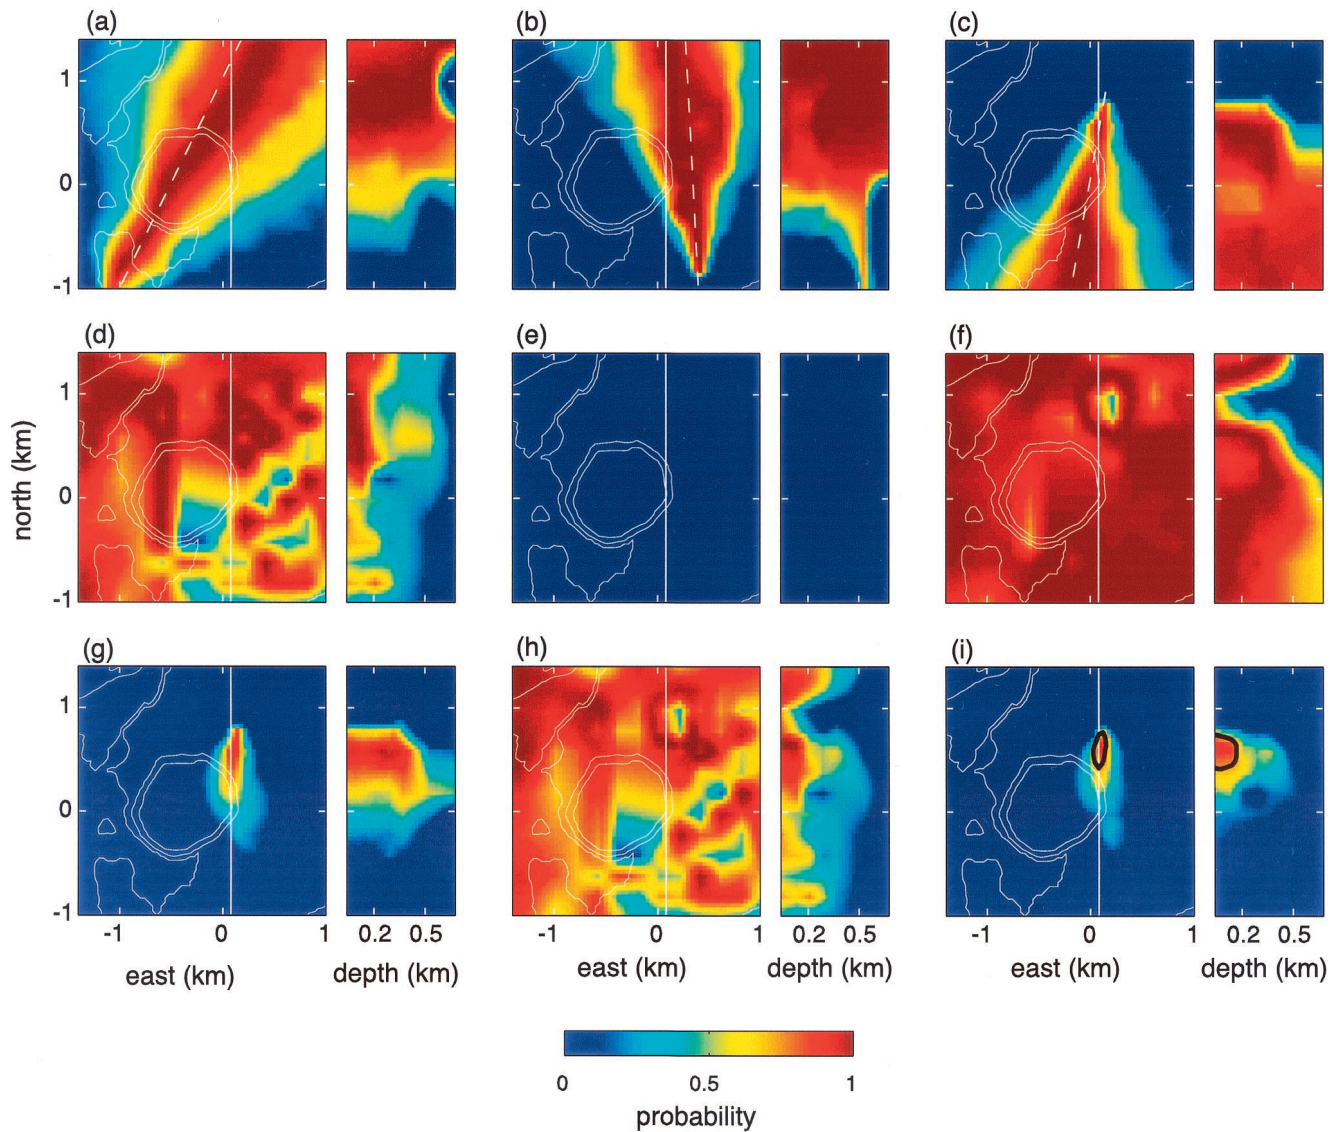 (a) (b) (c)
1
0
-1
(d) (e) (f)
1
0
-1
north (km)
(g) (h) (i)
1
0
-1
-1 0 1 0.2 0.5 -1 0 1 0.2 0.5 -1 0 1 0.2 0.5
east (km) depth (km) east (km) depth (km) east (km) depth (km)
0 0.5 1
probability